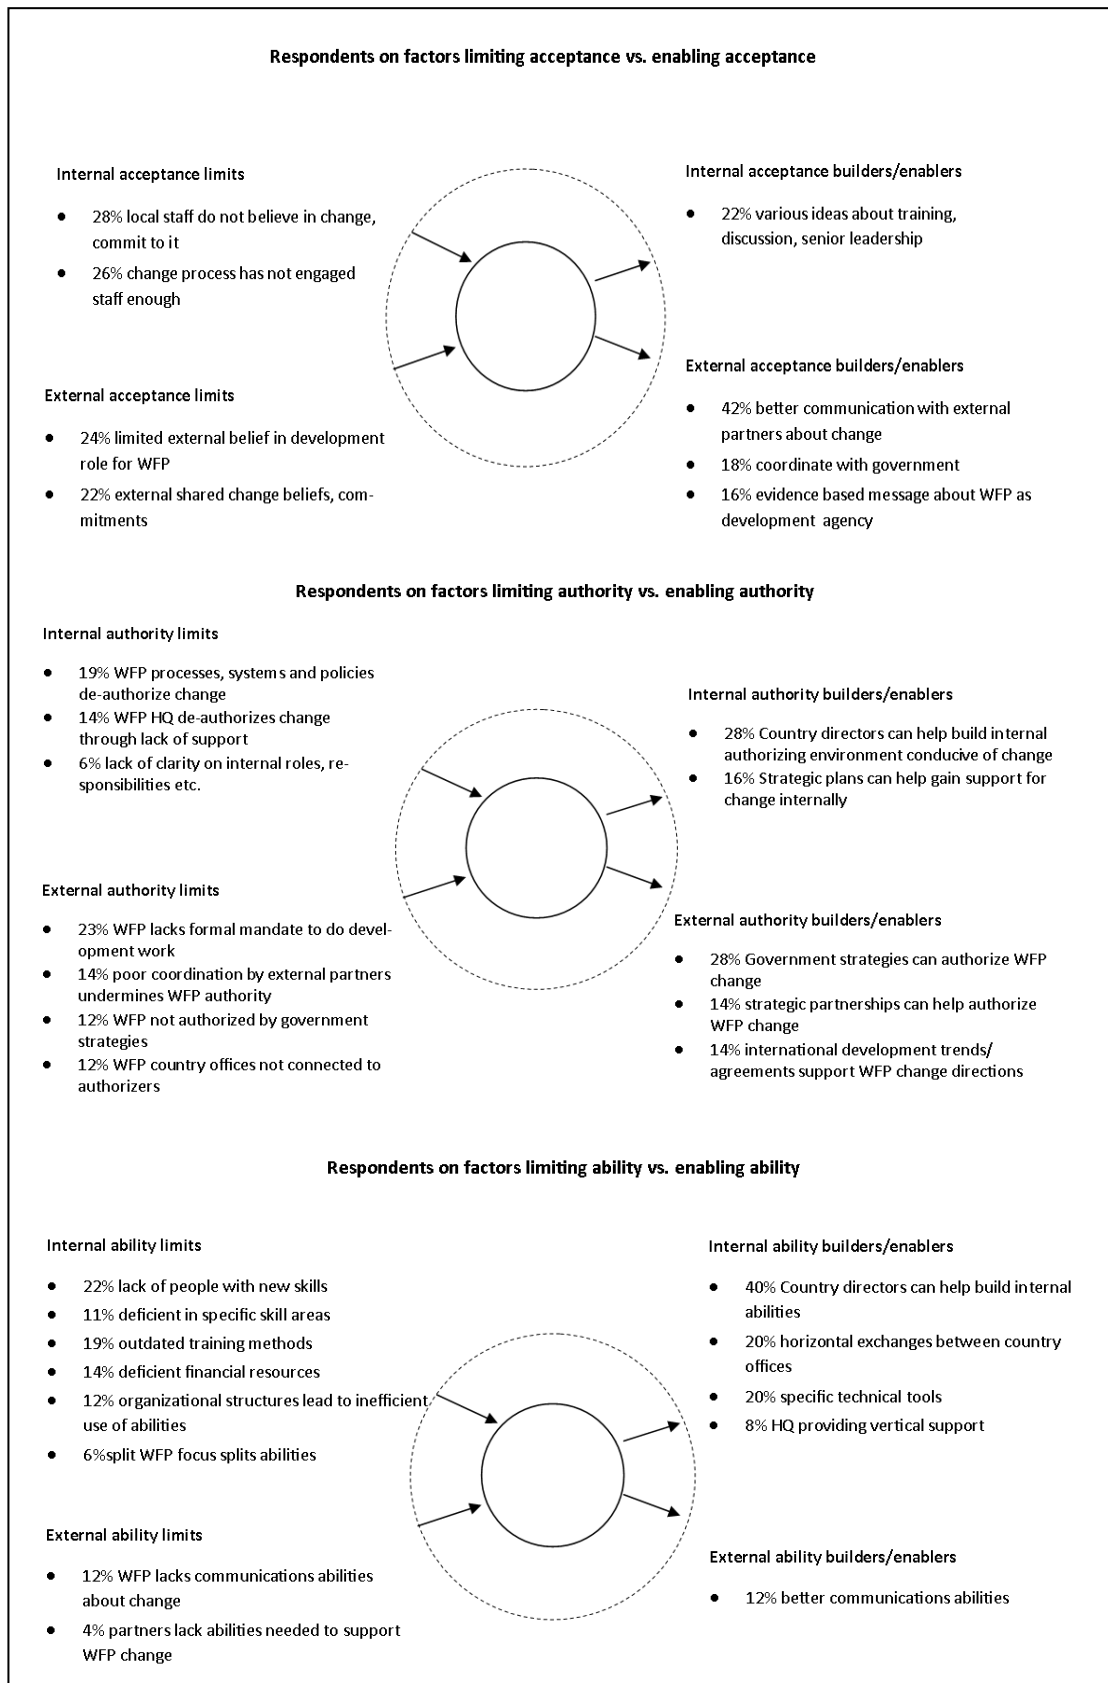 Respondents on factors limiting acceptance vs. enabling acceptance
Internal acceptance limits
● 28% local staff do not believe in change,
commit to it
● 26% change process has not engaged
staff enough
External acceptance limits
● 24% limited external belief in development
role for WFP
● 22% external shared change beliefs, com-
mitments
Internal acceptance builders/enablers
● 22% various ideas about training,
discussion, senior leadership
External acceptance builders/enablers
● 42% better communication with external
partners about change
● 18% coordinate with government
● 16% evidence based message about WFP as
development agency
Respondents on factors limiting authority vs. enabling authority
Internal authority limits
● 19% WFP processes, systems and policies
de-authorize change
● 14% WFP HQ de-authorizes change
through lack of support
● 6% lack of clarity on internal roles, re-
sponsibilities etc.
External authority limits
● 23% WFP lacks formal mandate to do devel-
opment work
● 14% poor coordination by external partners
undermines WFP authority
● 12% WFP not authorized by government
strategies
● 12% WFP country offices not connected to
authorizers
Internal authority builders/enablers
● 28% Country directors can help build internal
authorizing environment conducive of change
● 16% Strategic plans can help gain support for
change internally
External authority builders/enablers
● 28% Government strategies can authorize WFP
change
● 14% strategic partnerships can help authorize
WFP change
● 14% international development trends/
agreements support WFP change directions
Respondents on factors limiting ability vs. enabling ability
Internal ability limits
● 22% lack of people with new skills
● 11% deficient in specific skill areas
● 19% outdated training methods
● 14% deficient financial resources
● 12% organizational structures lead to inefficient
use of abilities
● 6%split WFP focus splits abilities
External ability limits
● 12% WFP lacks communications abilities
about change
● 4% partners lack abilities needed to support
WFP change
Internal ability builders/enablers
● 40% Country directors can help build internal
abilities
● 20% horizontal exchanges between country
offices
● 20% specific technical tools
● 8% HQ providing vertical support
External ability builders/enablers
● 12% better communications abilities